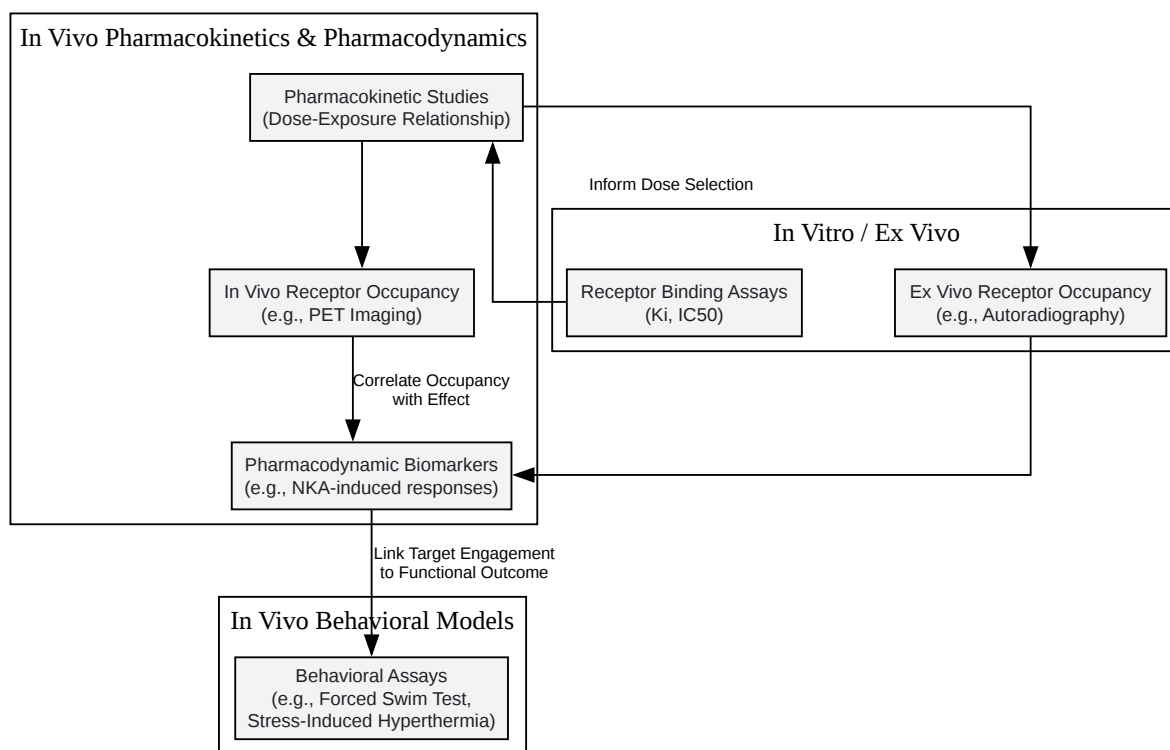 In Vivo Pharmacokinetics & Pharmacodynamics
Pharmacokinetic Studies
(Dose-Exposure Relationship)
Inform Dose Selection
In Vitro / Ex Vivo
In Vivo Receptor Occupancy
(e.g., PET Imaging)
Receptor Binding Assays
(Ki, IC50)
Ex Vivo Receptor Occupancy
(e.g., Autoradiography)
Correlate Occupancy
with Effect
Pharmacodynamic Biomarkers
(e.g., NKA-induced responses)
Link Target Engagement
to Functional Outcome
In Vivo Behavioral Models
Behavioral Assays
(e.g., Forced Swim Test,
Stress-Induced Hyperthermia)